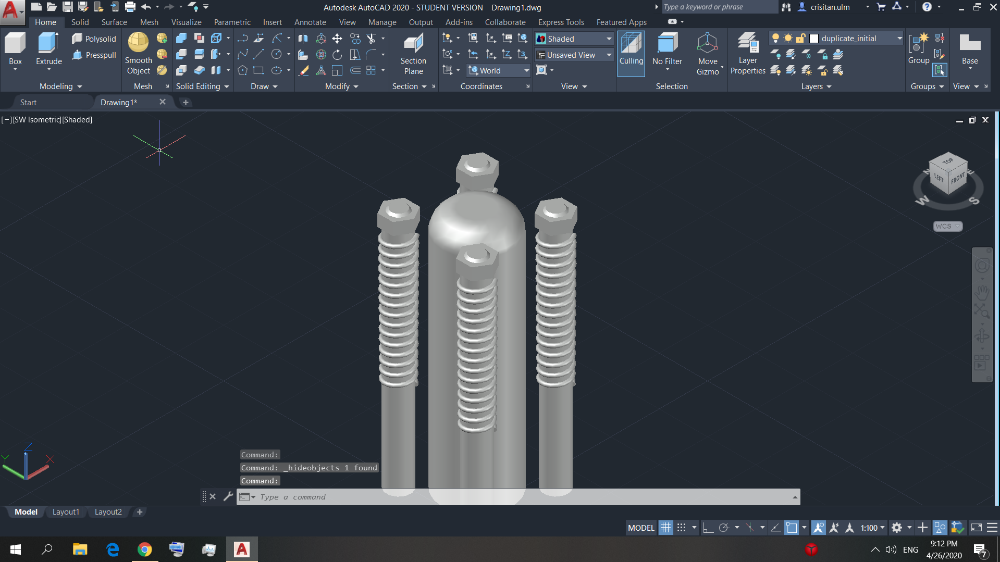 Autodesk AutoCAD 2020 - STUDENT VERSION Drawing1.dwg
Type a keyword or phrase
crisitan.ulm
Home Solid Surface Mesh Visualize Parametric Insert Annotate View Manage Output Add-ins Collaborate Express Tools Featured Apps
Box
Extrude
Polysolid
Presspull
Modeling
Smooth
Object
Mesh
Solid Editing
Draw
Modify
Section
Plane
Section
World
Coordinates
Shaded
Unsaved View
View
Culling
No Filter
Move
Gizmo
Selection
Layer
Properties
duplicate_initial
Layers
Group
Groups
Base
View
Start
Drawing1*
[−][SW Isometric][Shaded]
TOP
LEFT
FRONT
N
E
W
S
WCS
Z
Y
X
Command:
Command: _hideobjects 1 found
Command:
Type a command
Model Layout1 Layout2
MODEL
1:100
ENG
9:12 PM
4/26/2020
7